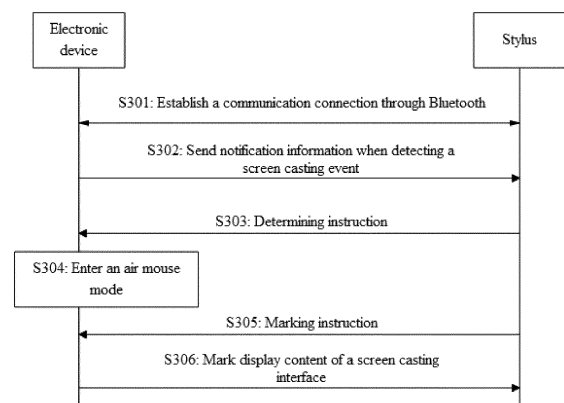 Electronic
device
Stylus
S301: Establish a communication connection through Bluetooth
S302: Send notification information when detecting a
screen casting event
S303: Determining instruction
S304: Enter an air mouse
mode
S305: Marking instruction
S306: Mark display content of a screen casting
interface